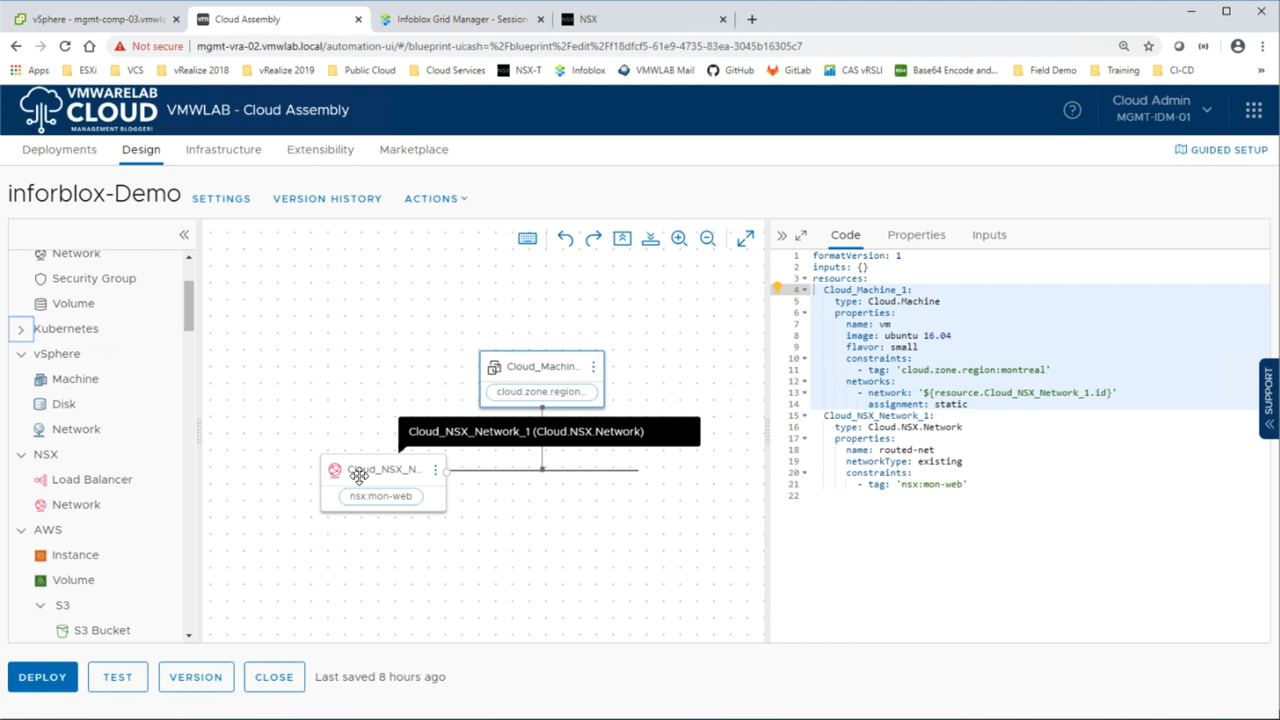 vSphere - mgmt-comp-03.vmwla
Cloud Assembly
Infoblox Grid Manager - Session
NSX
Not secure
mgmt-vra-02.vmwlab.local/automation-ui/#/blueprint-ui;ash=%2Fblueprint%2Fedit%2Ff18dfcf5-61e9-4735-83ea-3045b16305c7
Apps
ESXi
VCS
vRealize 2018
vRealize 2019
Public Cloud
Cloud Services
NSX-T
Infoblox
VMWLAB Mail
GitHub
GitLab
CAS vRSLI
Base64 Encode and...
Field Demo
Training
CI-CD
VMWARELAB
CLOUD
MANAGEMENT BLOGGER!
VMWLAB - Cloud Assembly
Cloud Admin
MGMT-IDM-01
Deployments
Design
Infrastructure
Extensibility
Marketplace
GUIDED SETUP
inforblox-Demo
SETTINGS
VERSION HISTORY
ACTIONS
Network
Security Group
Volume
Kubernetes
vSphere
Machine
Disk
Network
NSX
Load Balancer
Network
AWS
Instance
Volume
S3
S3 Bucket
Cloud_Machin...
cloud.zone.region...
Cloud_NSX_Network_1 (Cloud.NSX.Network)
Cloud_NSX_N...
nsx:mon-web
Code
Properties
Inputs
1 formatVersion: 1
2 inputs: {}
3 resources:
4 Cloud_Machine_1:
5 type: Cloud.Machine
6 properties:
7 name: vm
8 image: ubuntu 16.04
9 flavor: small
10 constraints:
11 - tag: 'cloud.zone.region:montreal'
12 networks:
13 - network: '${resource.Cloud_NSX_Network_1.id}'
14 assignment: static
15 Cloud_NSX_Network_1:
16 type: Cloud.NSX.Network
17 properties:
18 name: routed-net
19 networkType: existing
20 constraints:
21 - tag: 'nsx:mon-web'
22
SUPPORT
DEPLOY
TEST
VERSION
CLOSE
Last saved 8 hours ago